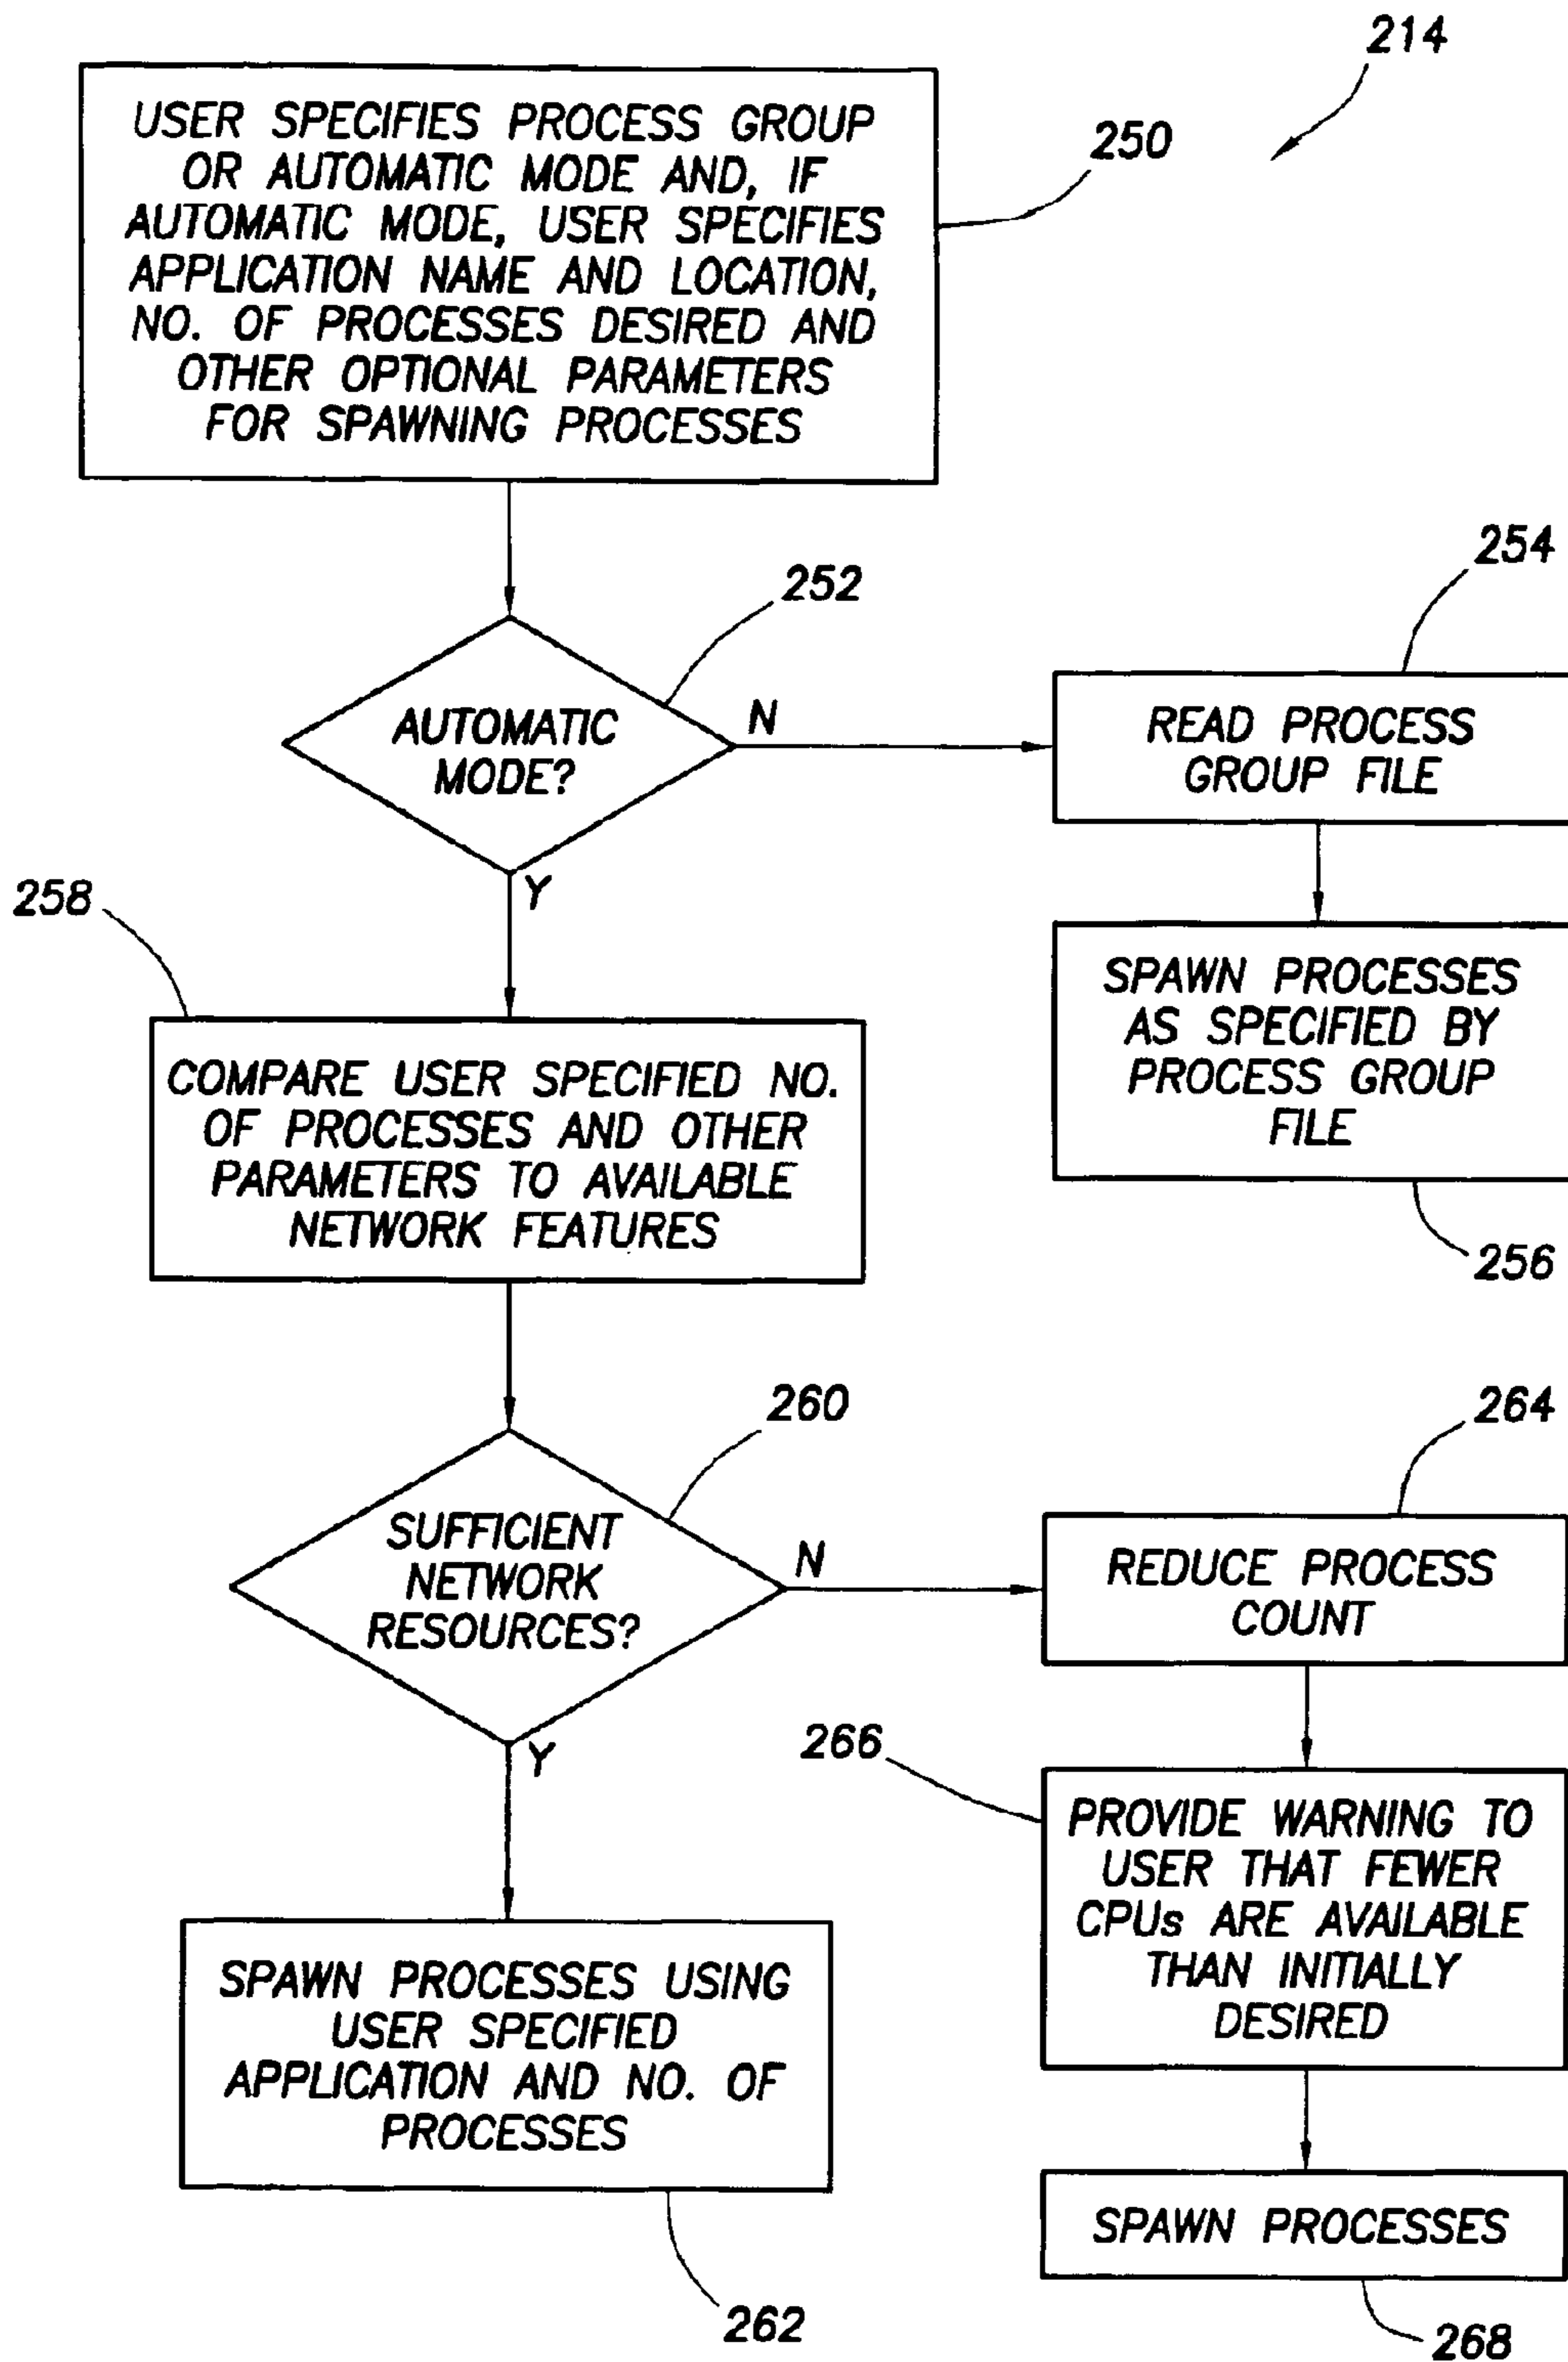 214
USER SPECIFIES PROCESS GROUP
OR AUTOMATIC MODE AND, IF
AUTOMATIC MODE, USER SPECIFIES
APPLICATION NAME AND LOCATION,
NO. OF PROCESSES DESIRED AND
OTHER OPTIONAL PARAMETERS
FOR SPAWNING PROCESSES
250
252
AUTOMATIC
MODE?
N
Y
254
READ PROCESS
GROUP FILE
SPAWN PROCESSES
AS SPECIFIED BY
PROCESS GROUP
FILE
256
258
COMPARE USER SPECIFIED NO.
OF PROCESSES AND OTHER
PARAMETERS TO AVAILABLE
NETWORK FEATURES
260
SUFFICIENT
NETWORK
RESOURCES?
N
Y
264
REDUCE PROCESS
COUNT
266
PROVIDE WARNING TO
USER THAT FEWER
CPUs ARE AVAILABLE
THAN INITIALLY
DESIRED
SPAWN PROCESSES USING
USER SPECIFIED
APPLICATION AND NO. OF
PROCESSES
262
SPAWN PROCESSES
268